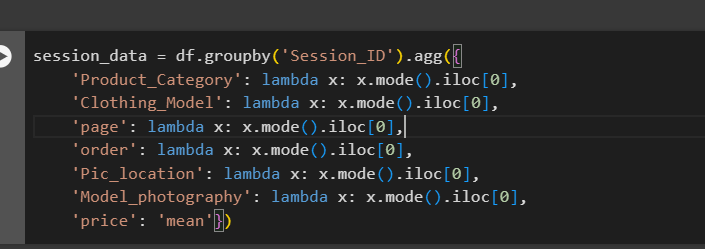 session_data = df.groupby('Session_ID').agg({
    'Product_Category': lambda x: x.mode().iloc[0],
    'Clothing_Model': lambda x: x.mode().iloc[0],
    'page': lambda x: x.mode().iloc[0],
    'order': lambda x: x.mode().iloc[0],
    'Pic_location': lambda x: x.mode().iloc[0],
    'Model_photography': lambda x: x.mode().iloc[0],
    'price': 'mean'})